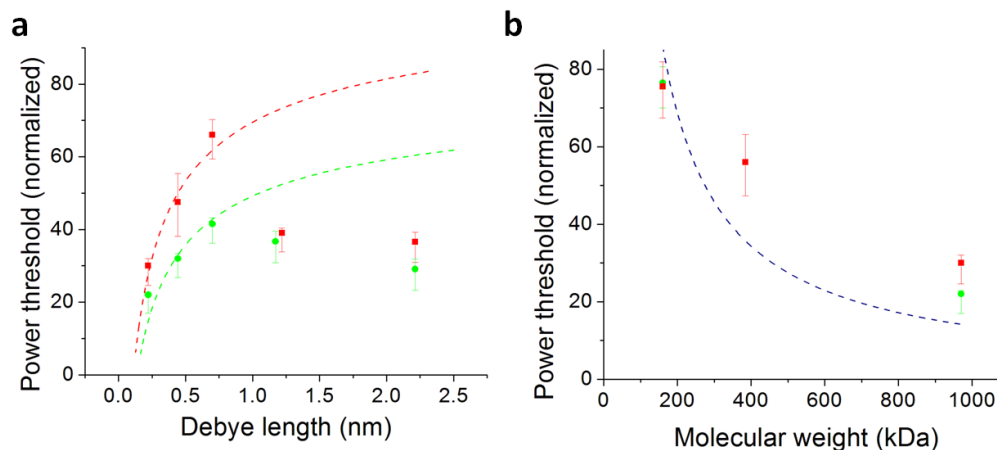 a
Power threshold (normalized)
80
60
40
20
0
0.0 0.5 1.0 1.5 2.0 2.5
Debye length (nm)
b
Power threshold (normalized)
80
60
40
20
0
0 200 400 600 800 1000
Molecular weight (kDa)